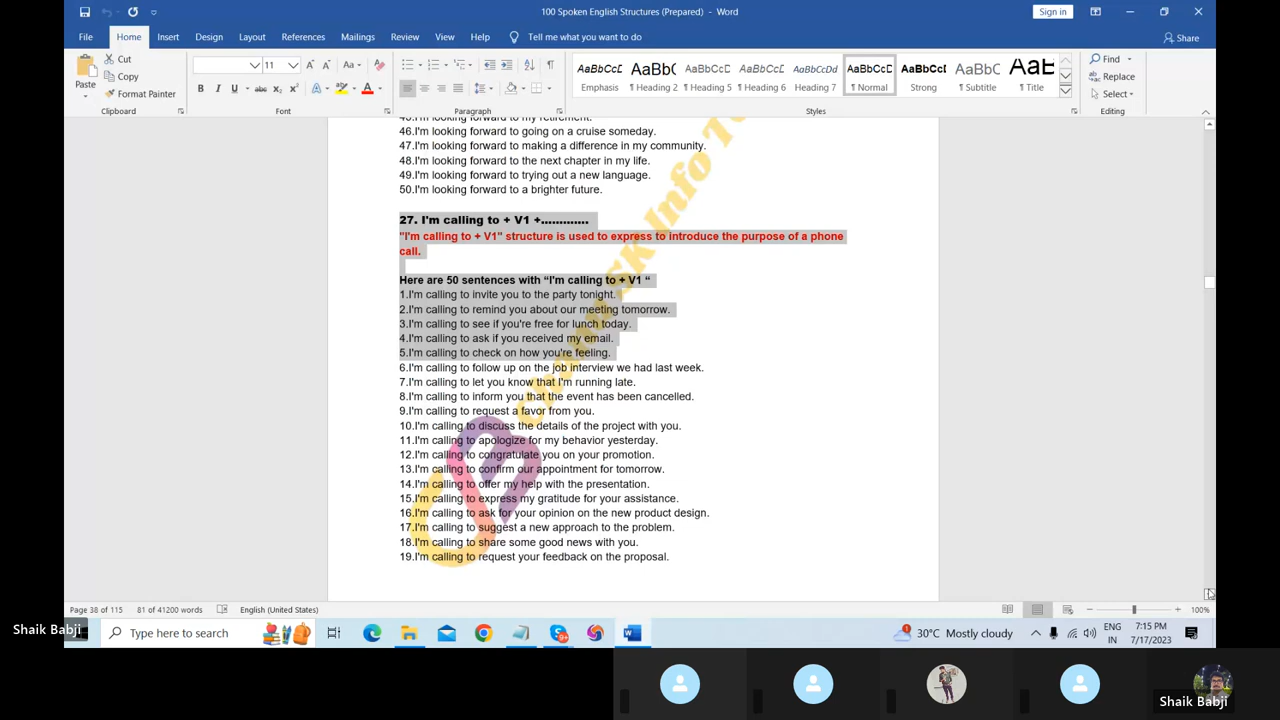 100 Spoken English Structures (Prepared) - Word
Sign in
File Home Insert Design Layout References Mailings Review View Help Tell me what you want to do
Share
Paste
Cut
Copy
Format Painter
Clipboard
11
Font
Paragraph
AaBbCcD Emphasis
AaBbC ¶ Heading 2
AaBbCcD ¶ Heading 5
AaBbCcD ¶ Heading 6
AaBbCcDd Heading 7
AaBbCcD ¶ Normal
AaBbCcl Strong
AaBbCcD ¶ Subtitle
AaE ¶ Title
Styles
Find
Replace
Select
Editing
45.I'm looking forward to my retirement.
46.I'm looking forward to going on a cruise someday.
47.I'm looking forward to making a difference in my community.
48.I'm looking forward to the next chapter in my life.
49.I'm looking forward to trying out a new language.
50.I'm looking forward to a brighter future.
27. I'm calling to + V1 +.............
"I'm calling to + V1" structure is used to express to introduce the purpose of a phone
call.
Here are 50 sentences with “I'm calling to + V1 “
1.I'm calling to invite you to the party tonight.
2.I'm calling to remind you about our meeting tomorrow.
3.I'm calling to see if you're free for lunch today.
4.I'm calling to ask if you received my email.
5.I'm calling to check on how you're feeling.
6.I'm calling to follow up on the job interview we had last week.
7.I'm calling to let you know that I'm running late.
8.I'm calling to inform you that the event has been cancelled.
9.I'm calling to request a favor from you.
10.I'm calling to discuss the details of the project with you.
11.I'm calling to apologize for my behavior yesterday.
12.I'm calling to congratulate you on your promotion.
13.I'm calling to confirm our appointment for tomorrow.
14.I'm calling to offer my help with the presentation.
15.I'm calling to express my gratitude for your assistance.
16.I'm calling to ask for your opinion on the new product design.
17.I'm calling to suggest a new approach to the problem.
18.I'm calling to share some good news with you.
19.I'm calling to request your feedback on the proposal.
SK Info
Page 38 of 115 81 of 41200 words English (United States)
100%
Shaik Babji
Type here to search
30°C Mostly cloudy
ENG
IN
7:15 PM
7/17/2023
Shaik Babji